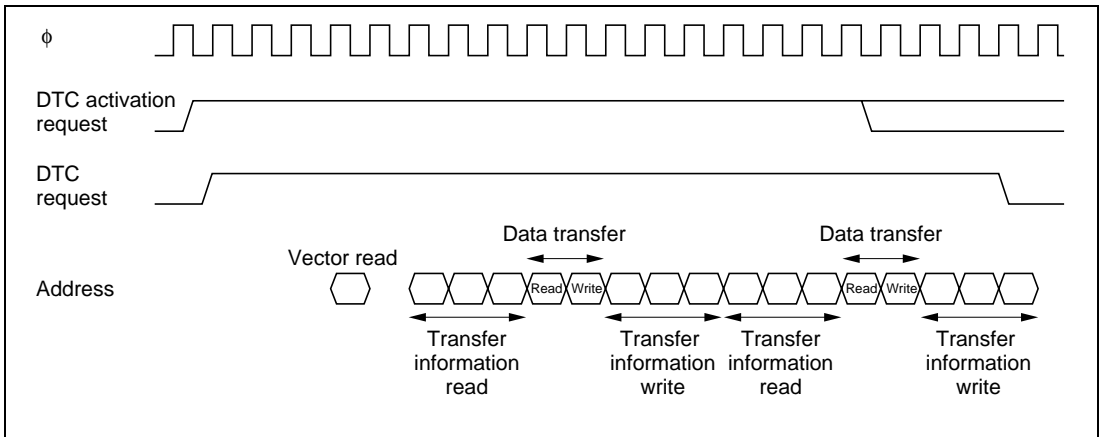 ϕ
DTC activation
request
DTC
request
Data transfer
Data transfer
Vector read
Address
Read
Write
Read
Write
Transfer
information
read
Transfer
information
write
Transfer
information
read
Transfer
information
write